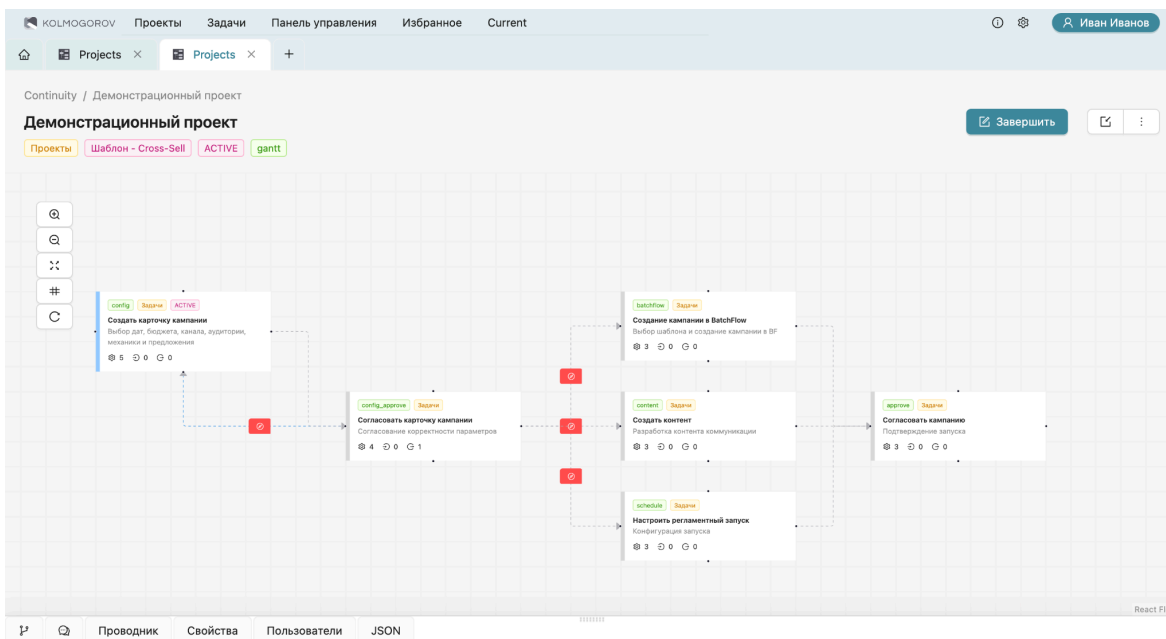 KOLMOGOROV Проекты Задачи Панель управления Избранное Current Иван Иванов
Projects Projects
Continuity / Демонстрационный проект
Демонстрационный проект
Завершить
Проекты Шаблон - Cross-Sell ACTIVE gantt
config Задачи ACTIVE
Создать карточку кампании
Выбор дат, бюджета, канала, аудитории,
механики и предложения
5 0 0
config_approve Задачи
Согласовать карточку кампании
Согласование корректности параметров
4 0 1
batchflow Задачи
Создание кампании в BatchFlow
Выбор шаблона и создание кампании в BF
3 0 0
content Задачи
Создать контент
Разработка контента коммуникации
3 0 0
schedule Задачи
Настроить регламентный запуск
Конфигурация запуска
3 0 0
approve Задачи
Согласовать кампанию
Подтверждение запуска
3 0 0
React Fl
Проводник Свойства Пользователи JSON